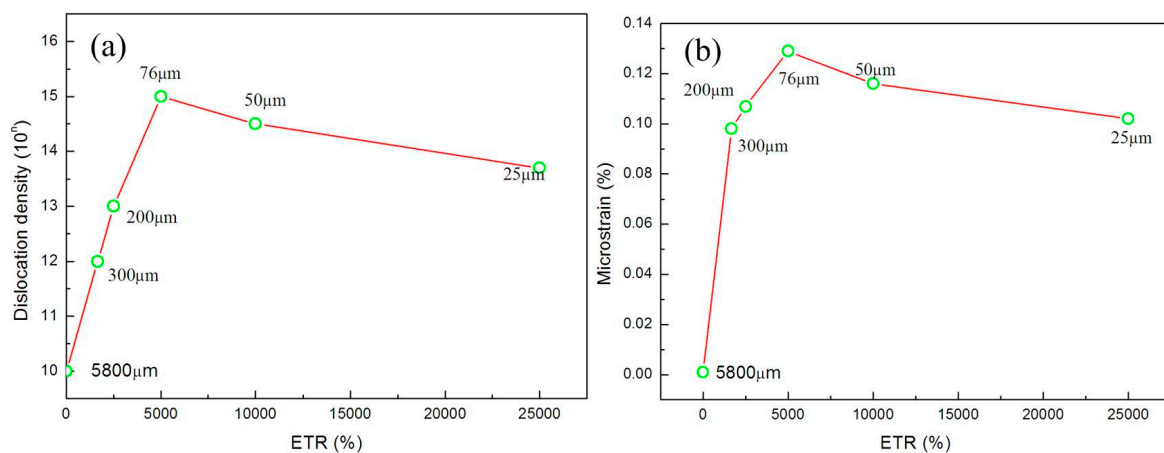 (a)
Dislocation density (10ⁿ)
16
15
14
13
12
11
10
76μm
50μm
25μm
200μm
300μm
5800μm
0
5000
10000
15000
20000
25000
ETR (%)
(b)
Microstrain (%)
0.14
0.12
0.10
0.08
0.06
0.04
0.02
0.00
50μm
76μm
200μm
25μm
300μm
5800μm
0
5000
10000
15000
20000
25000
ETR (%)